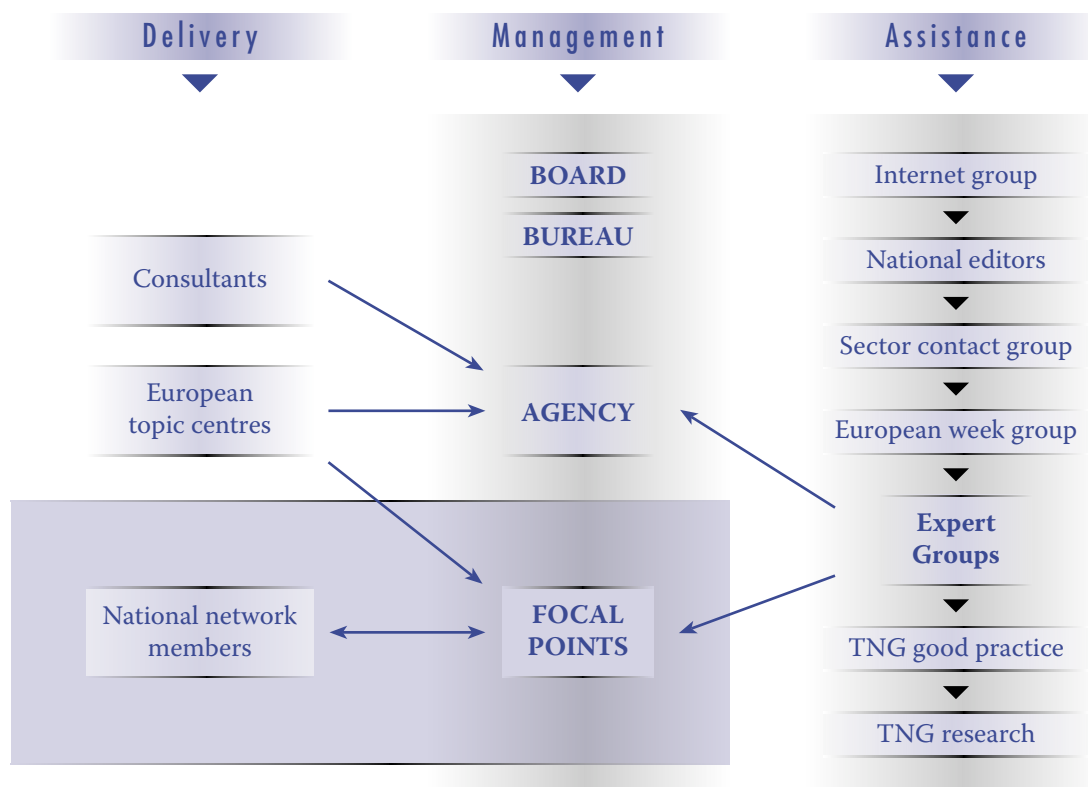 Delivery
Management
Assistance
Consultants
European
topic centres
National network
members
BOARD
BUREAU
AGENCY
FOCAL
POINTS
Internet group
National editors
Sector contact group
European week group
Expert
Groups
TNG good practice
TNG research